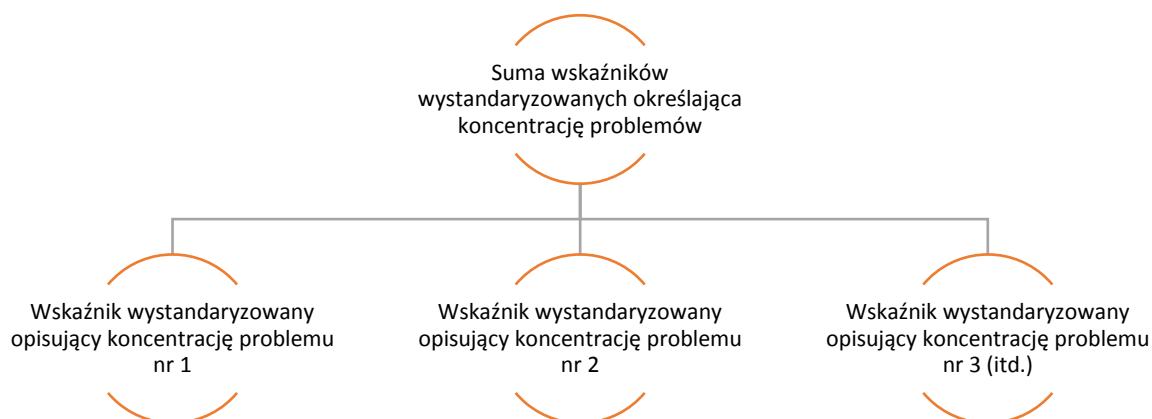 Suma wskaźników
wystandaryzowanych określająca
koncentrację problemów
Wskaźnik wystandaryzowany
opisujący koncentrację problemu
nr 1
Wskaźnik wystandaryzowany
opisujący koncentrację problemu
nr 2
Wskaźnik wystandaryzowany
opisujący koncentrację problemu
nr 3 (itd.)